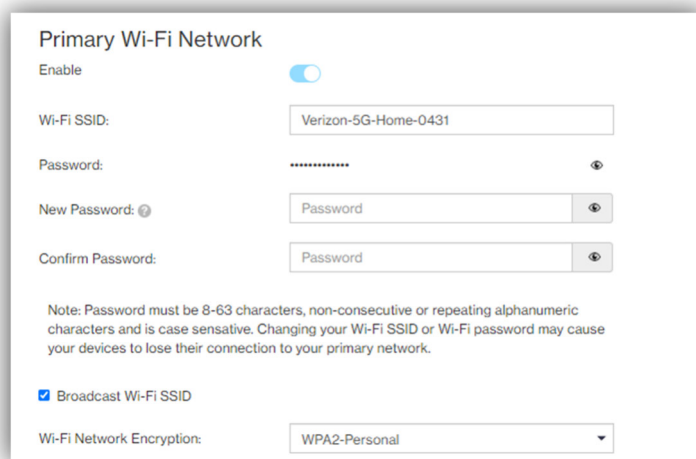 Primary Wi-Fi Network
Enable
Wi-Fi SSID: Verizon-5G-Home-0431
Password: •••••••••••••
New Password: Password
Confirm Password: Password
Note: Password must be 8-63 characters, non-consecutive or repeating alphanumeric
characters and is case sensative. Changing your Wi-Fi SSID or Wi-Fi password may cause
your devices to lose their connection to your primary network.
Broadcast Wi-Fi SSID
Wi-Fi Network Encryption: WPA2-Personal